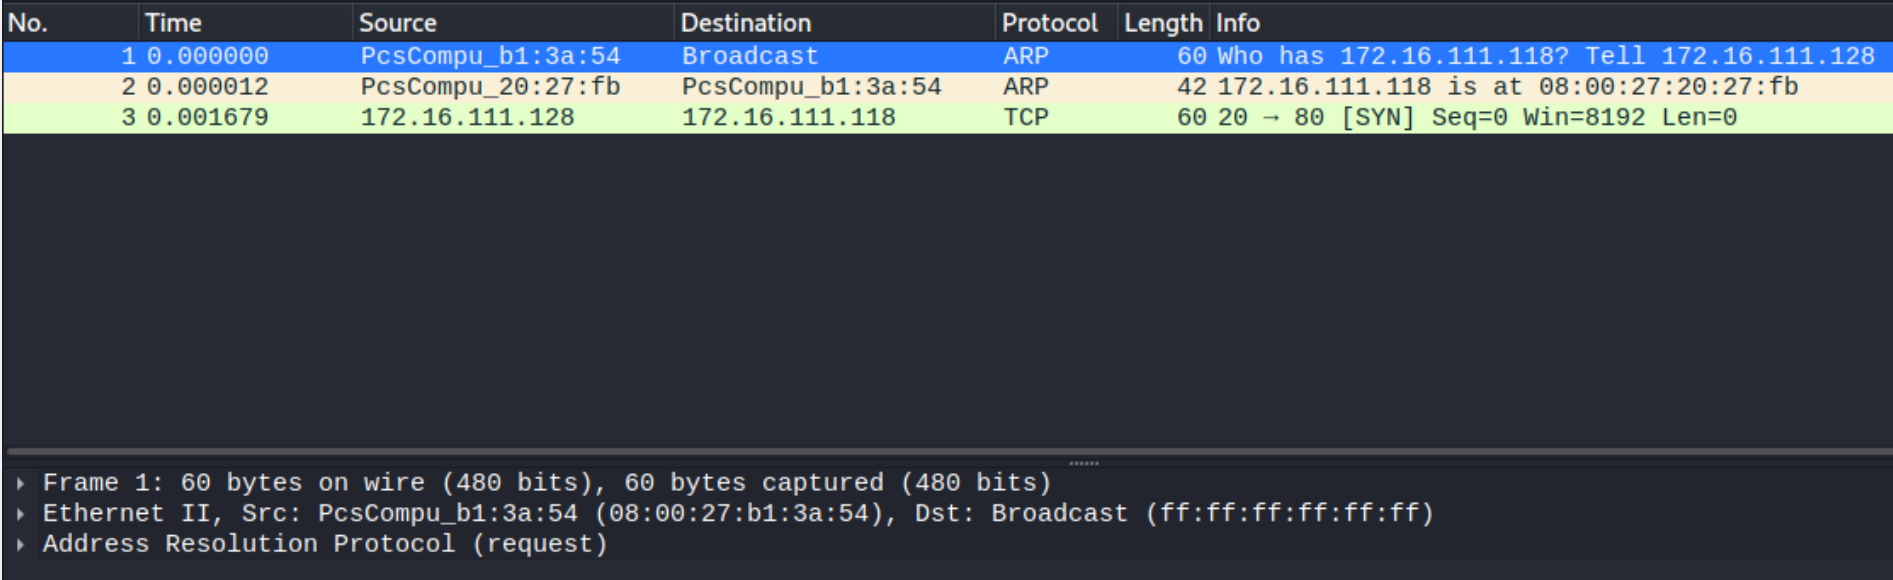 No. Time Source Destination Protocol Length Info
1 0.000000 PcsCompu_b1:3a:54 Broadcast ARP 60 Who has 172.16.111.118? Tell 172.16.111.128
2 0.000012 PcsCompu_20:27:fb PcsCompu_b1:3a:54 ARP 42 172.16.111.118 is at 08:00:27:20:27:fb
3 0.001679 172.16.111.128 172.16.111.118 TCP 60 20 → 80 [SYN] Seq=0 Win=8192 Len=0
Frame 1: 60 bytes on wire (480 bits), 60 bytes captured (480 bits)
Ethernet II, Src: PcsCompu_b1:3a:54 (08:00:27:b1:3a:54), Dst: Broadcast (ff:ff:ff:ff:ff:ff)
Address Resolution Protocol (request)